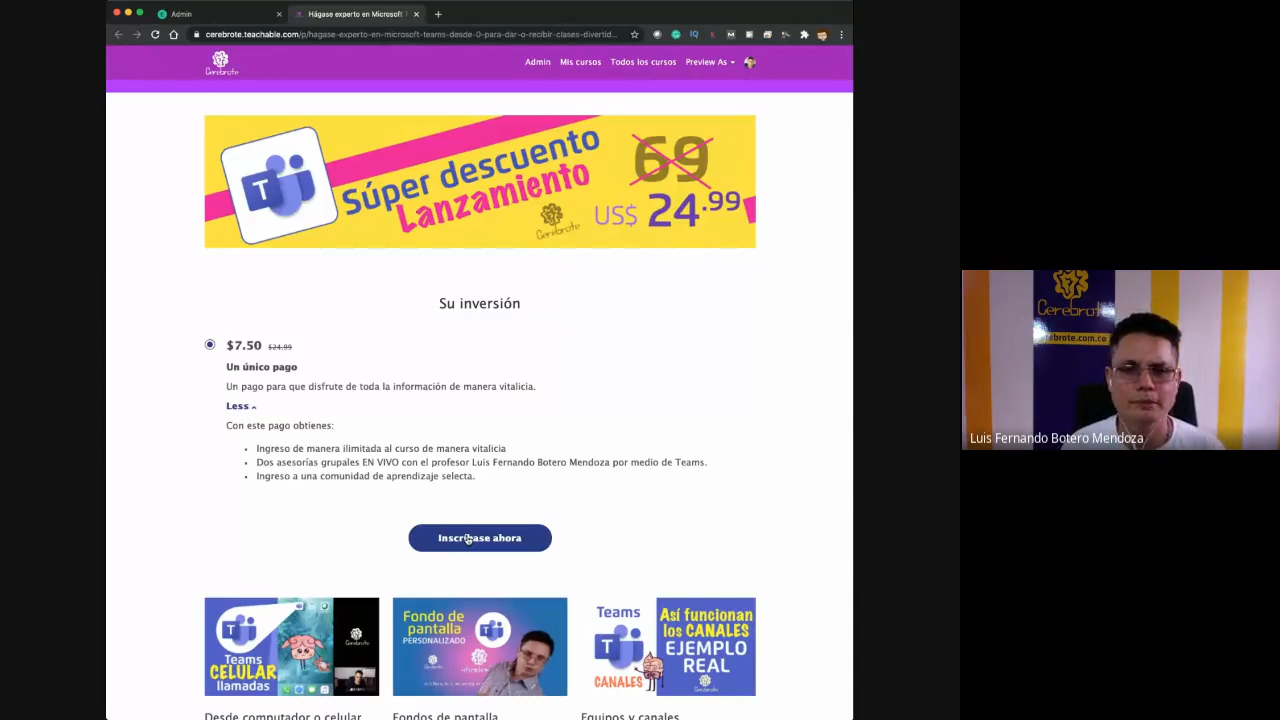 Admin
Hágase experto en Microsoft T
cerebrote.teachable.com/p/hagase-experto-en-microsoft-teams-desde-0-para-dar-o-recibir-clases-divertid...
Cerebrote
Admin Mis cursos Todos los cursos Preview As
T
Súper descuento
Lanzamiento
Cerebrote
69
US$ 24.99
Su inversión
$7.50 $24.99
Un único pago
Un pago para que disfrute de toda la información de manera vitalicia.
Less
Con este pago obtienes:
• Ingreso de manera ilimitada al curso de manera vitalicia
• Dos asesorías grupales EN VIVO con el profesor Luis Fernando Botero Mendoza por medio de Teams.
• Ingreso a una comunidad de aprendizaje selecta.
Inscríbase ahora
T
Teams
CELULAR
llamadas
Fondo de
pantalla
PERSONALIZADO
T
Teams
T
CANALES
Así funcionan
los CANALES
EJEMPLO
REAL
Desde computador o celular
Fondos de pantalla
Equipos y canales
Cerebrote
rebrote.com.co
Luis Fernando Botero Mendoza